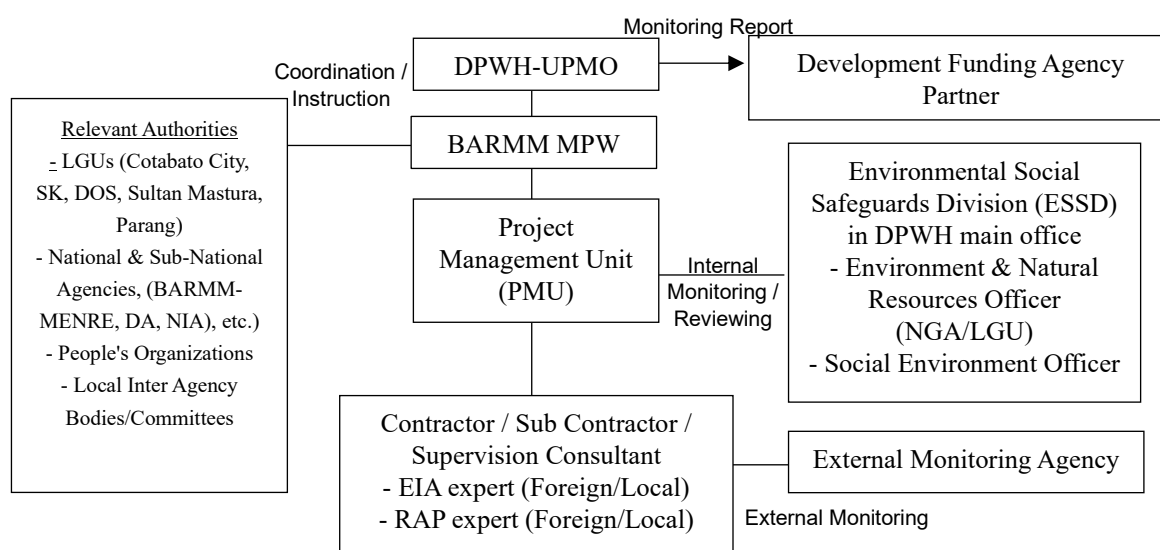 Monitoring Report
DPWH-UPMO
Development Funding Agency
Partner
Coordination /
Instruction
Relevant Authorities
- LGUs (Cotabato City,
SK, DOS, Sultan Mastura,
Parang)
- National & Sub-National
Agencies, (BARMM-
MENRE, DA, NIA), etc.)
- People's Organizations
- Local Inter Agency
Bodies/Committees
BARMM MPW
Project
Management Unit
(PMU)
Internal
Monitoring /
Reviewing
Environmental Social
Safeguards Division (ESSD)
in DPWH main office
- Environment & Natural
Resources Officer
(NGA/LGU)
- Social Environment Officer
Contractor / Sub Contractor /
Supervision Consultant
- EIA expert (Foreign/Local)
- RAP expert (Foreign/Local)
External Monitoring Agency
External Monitoring